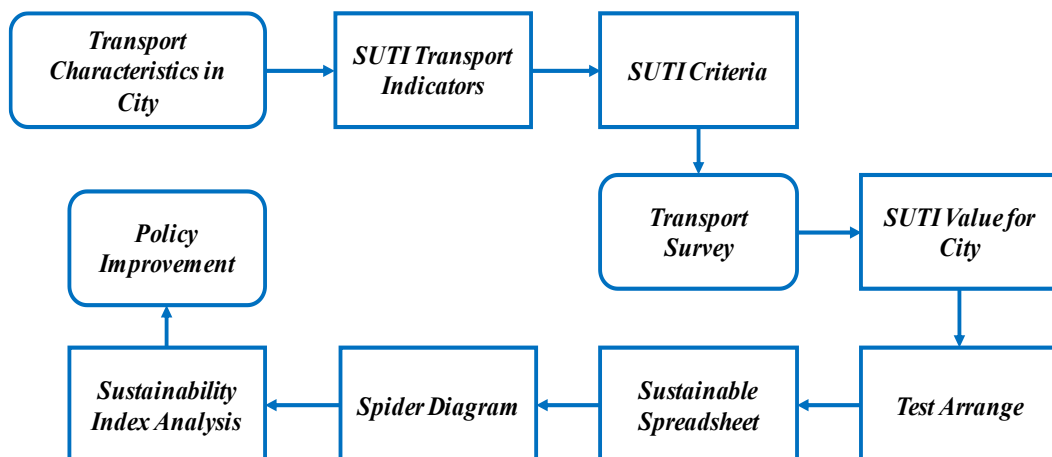 Transport
Characteristics in
City
SUTI Transport
Indicators
SUTI Criteria
Transport
Survey
SUTI Value for
City
Test Arrange
Sustainable
Spreadsheet
Spider Diagram
Sustainability
Index Analysis
Policy
Improvement